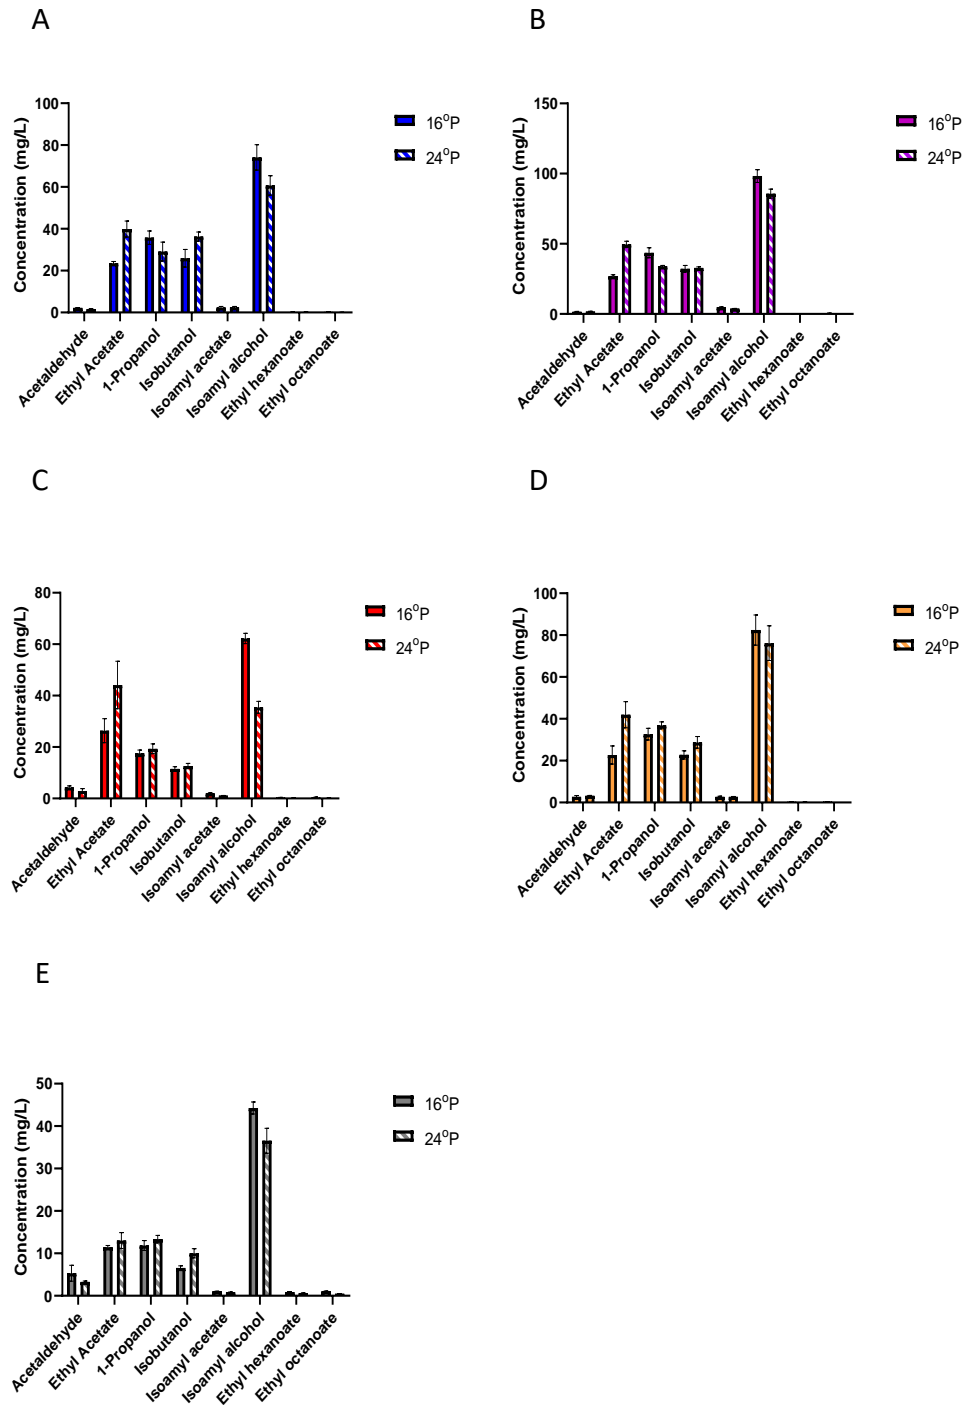 A
Concentration (mg/L)
100
80
60
40
20
0
16°P
24°P
Acetaldehyde
Ethyl Acetate
1-Propanol
Isobutanol
Isoamyl acetate
Isoamyl alcohol
Ethyl hexanoate
Ethyl octanoate
B
Concentration (mg/L)
150
100
50
0
16°P
24°P
Acetaldehyde
Ethyl Acetate
1-Propanol
Isobutanol
Isoamyl acetate
Isoamyl alcohol
Ethyl hexanoate
Ethyl octanoate
C
Concentration (mg/L)
80
60
40
20
0
16°P
24°P
Acetaldehyde
Ethyl Acetate
1-Propanol
Isobutanol
Isoamyl acetate
Isoamyl alcohol
Ethyl hexanoate
Ethyl octanoate
D
Concentration (mg/L)
100
80
60
40
20
0
16°P
24°P
Acetaldehyde
Ethyl Acetate
1-Propanol
Isobutanol
Isoamyl acetate
Isoamyl alcohol
Ethyl hexanoate
Ethyl octanoate
E
Concentration (mg/L)
50
40
30
20
10
0
16°P
24°P
Acetaldehyde
Ethyl Acetate
1-Propanol
Isobutanol
Isoamyl acetate
Isoamyl alcohol
Ethyl hexanoate
Ethyl octanoate